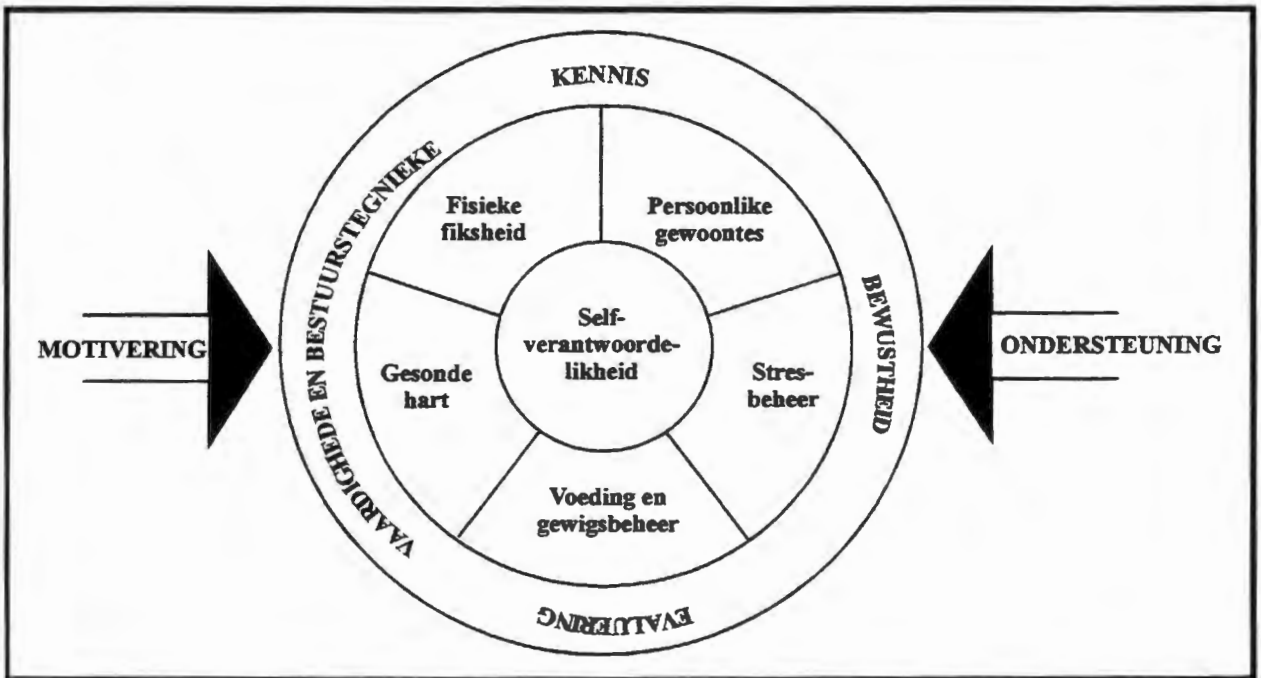 KENNIS
VAARDIGHEDE EN BESTUURSTEGNIEKE
BEWUSTHEID
EVALUERING
Fisieke
fiksheid
Persoonlike
gewoontes
Self-
verantwoorde-
likheid
Gesonde
hart
Stres-
beheer
Voeding en
gewigsbeheer
MOTIVERING
ONDERSTEUNING